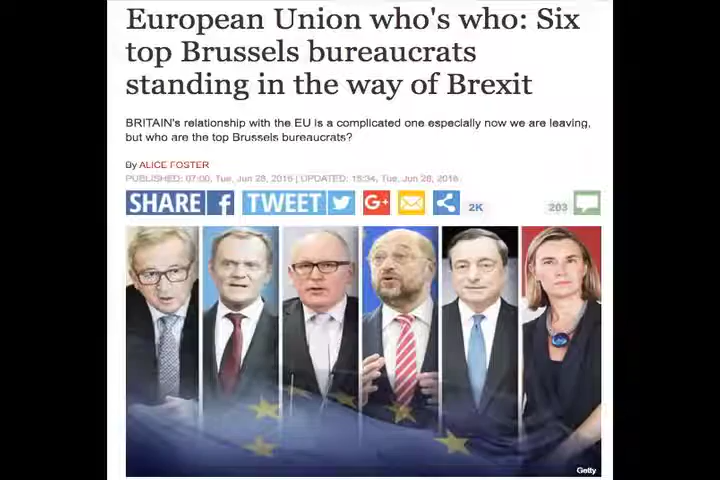 European Union who's who: Six
top Brussels bureaucrats
standing in the way of Brexit
BRITAIN's relationship with the EU is a complicated one especially now we are leaving,
but who are the top Brussels bureaucrats?
By ALICE FOSTER
PUBLISHED: 07:00, Tue, Jun 28, 2016 | UPDATED: 15:34, Tue, Jun 28, 2016
SHARE f TWEET G+ 2K 203
Getty